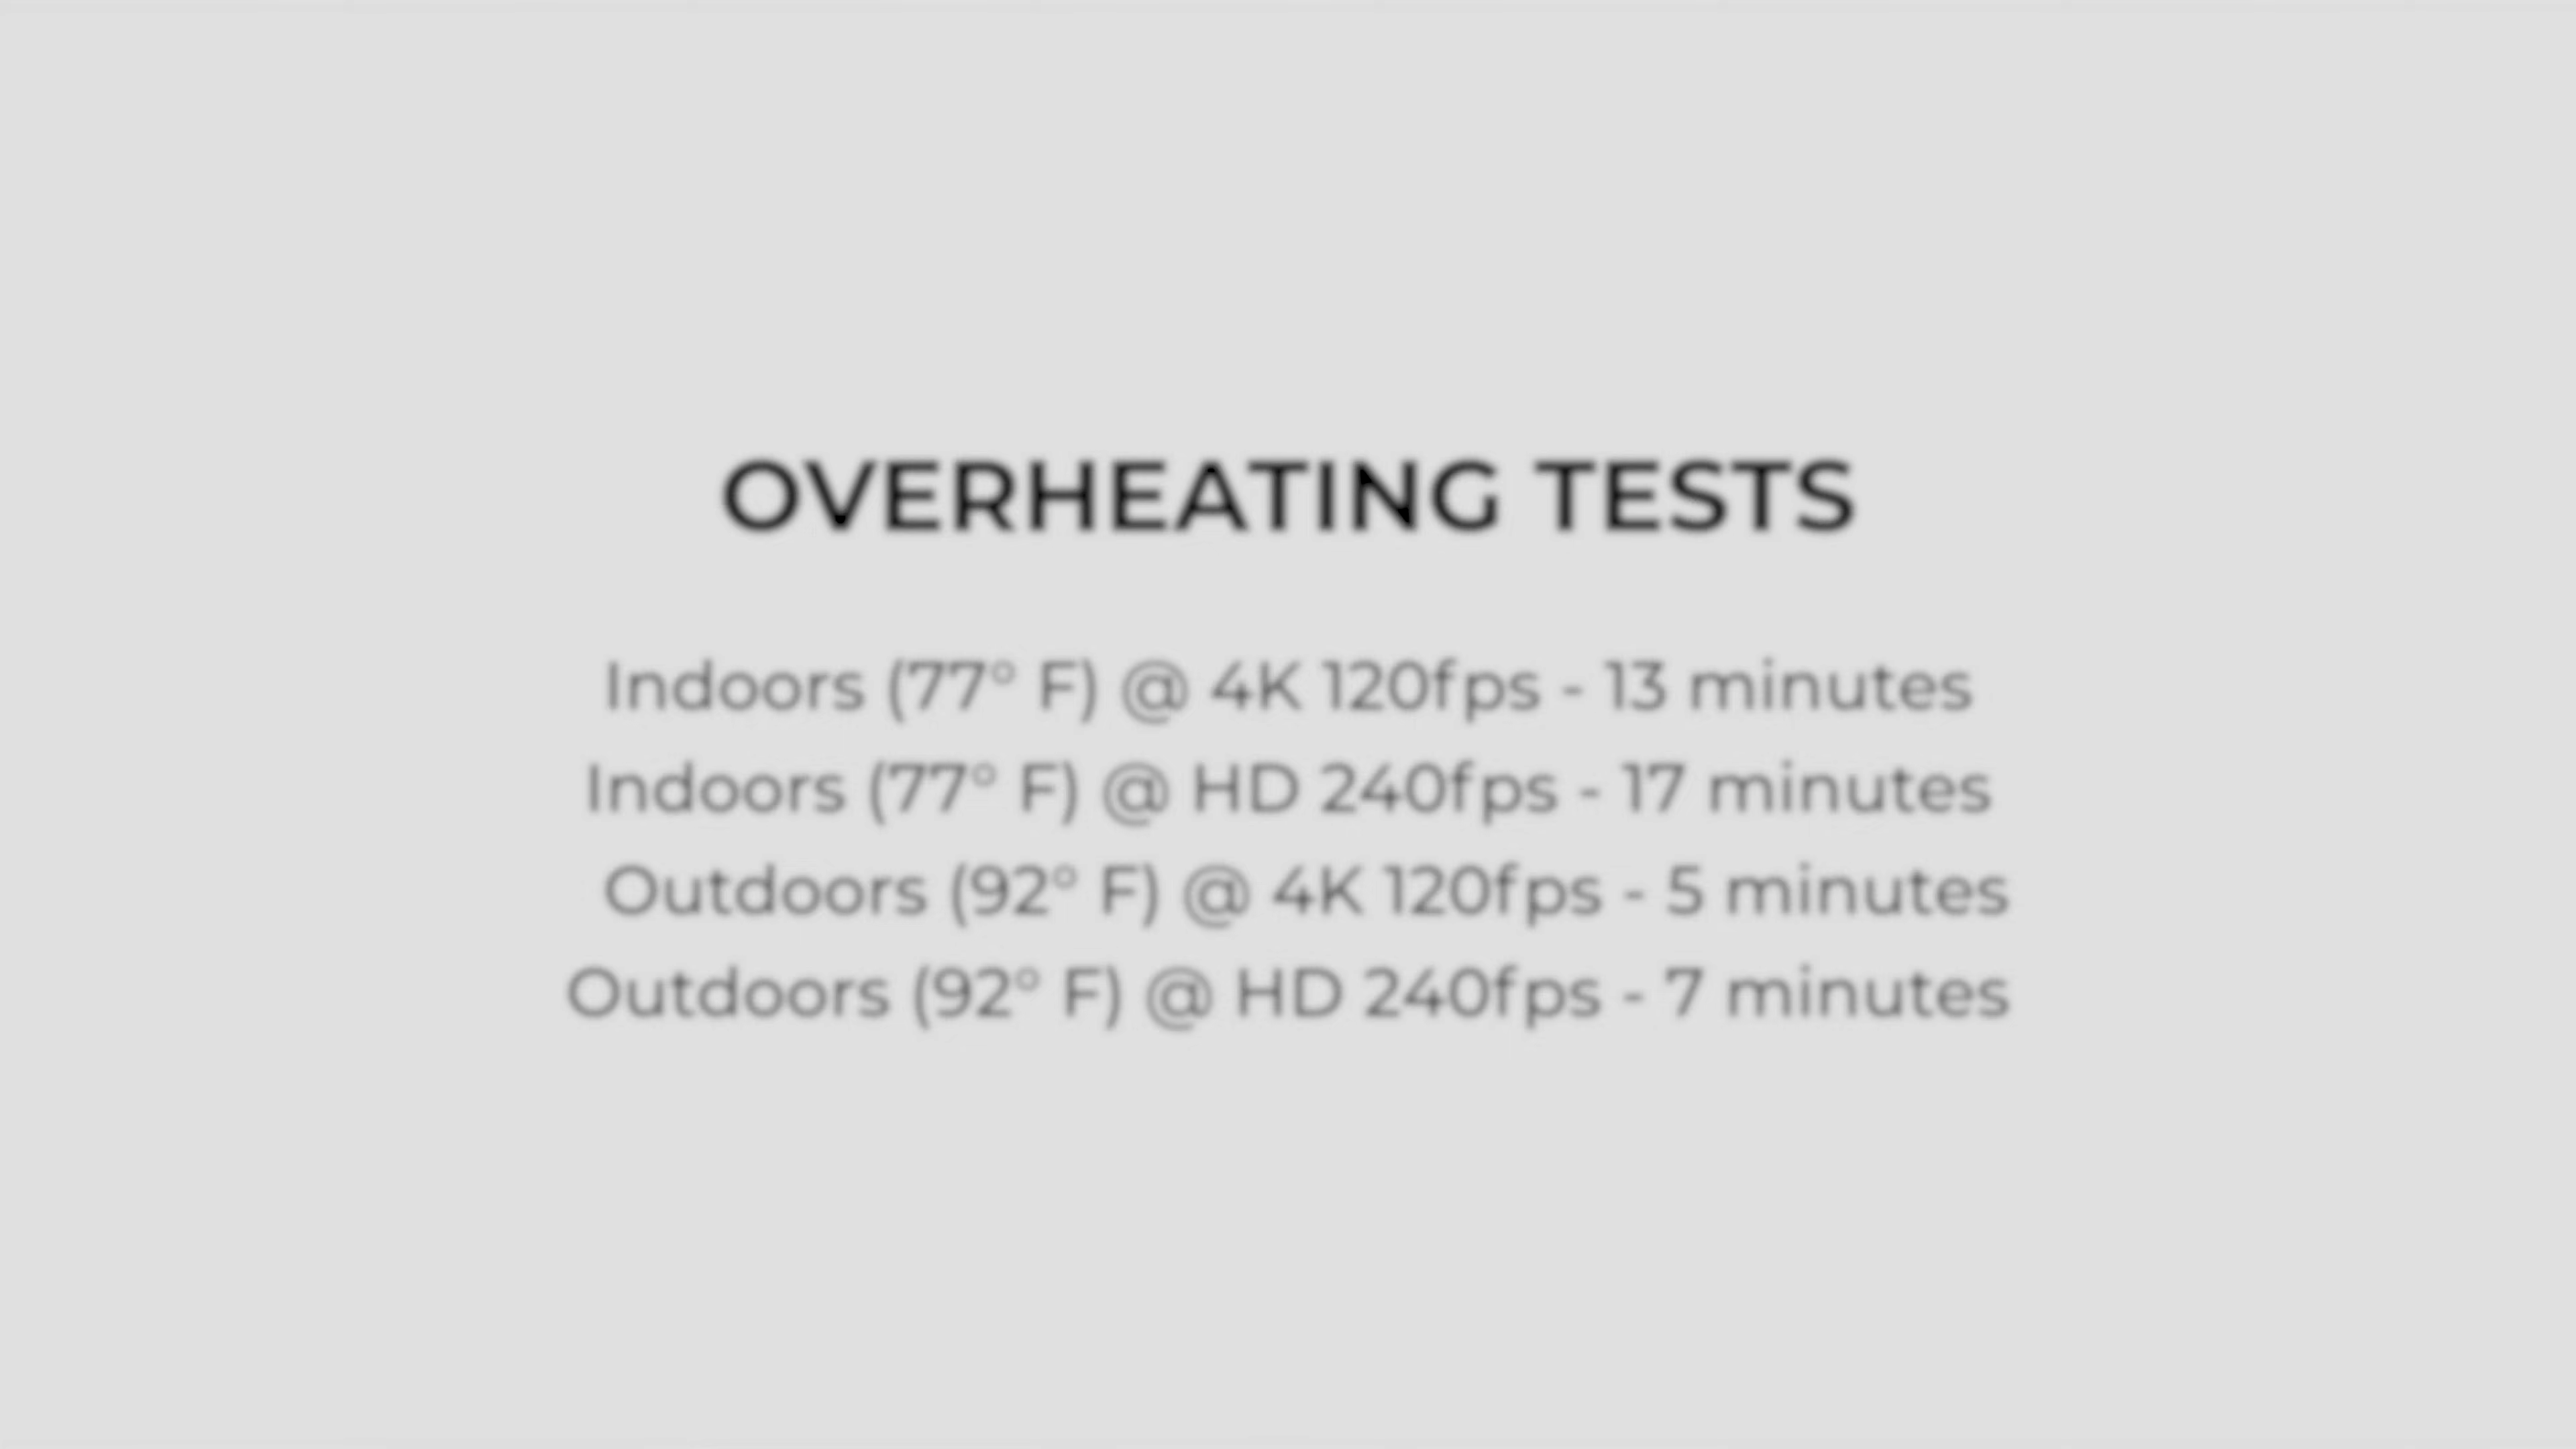 OVERHEATING TESTS
Indoors (77° F) @ 4K 120fps - 13 minutes
Indoors (77° F) @ HD 240fps - 17 minutes
Outdoors (92° F) @ 4K 120fps - 5 minutes
Outdoors (92° F) @ HD 240fps - 7 minutes